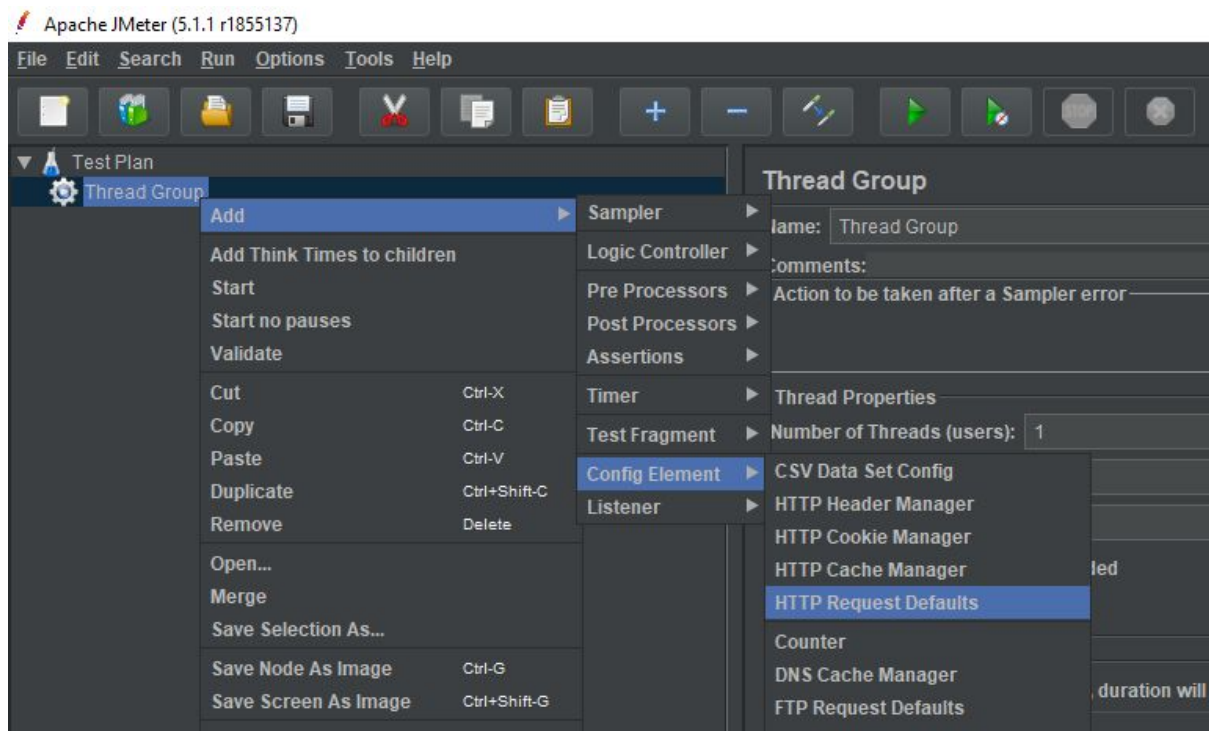 Apache JMeter (5.1.1 r1855137)
File Edit Search Run Options Tools Help
STOP
Test Plan
Thread Group
Add
Add Think Times to children
Start
Start no pauses
Validate
Cut Ctrl-X
Copy Ctrl-C
Paste Ctrl-V
Duplicate Ctrl+Shift-C
Remove Delete
Open...
Merge
Save Selection As...
Save Node As Image Ctrl-G
Save Screen As Image Ctrl+Shift-G
Sampler
Logic Controller
Pre Processors
Post Processors
Assertions
Timer
Test Fragment
Config Element
Listener
CSV Data Set Config
HTTP Header Manager
HTTP Cookie Manager
HTTP Cache Manager
HTTP Request Defaults
Counter
DNS Cache Manager
FTP Request Defaults
Thread Group
Name: Thread Group
Comments:
Action to be taken after a Sampler error
Thread Properties
Number of Threads (users): 1
, duration will